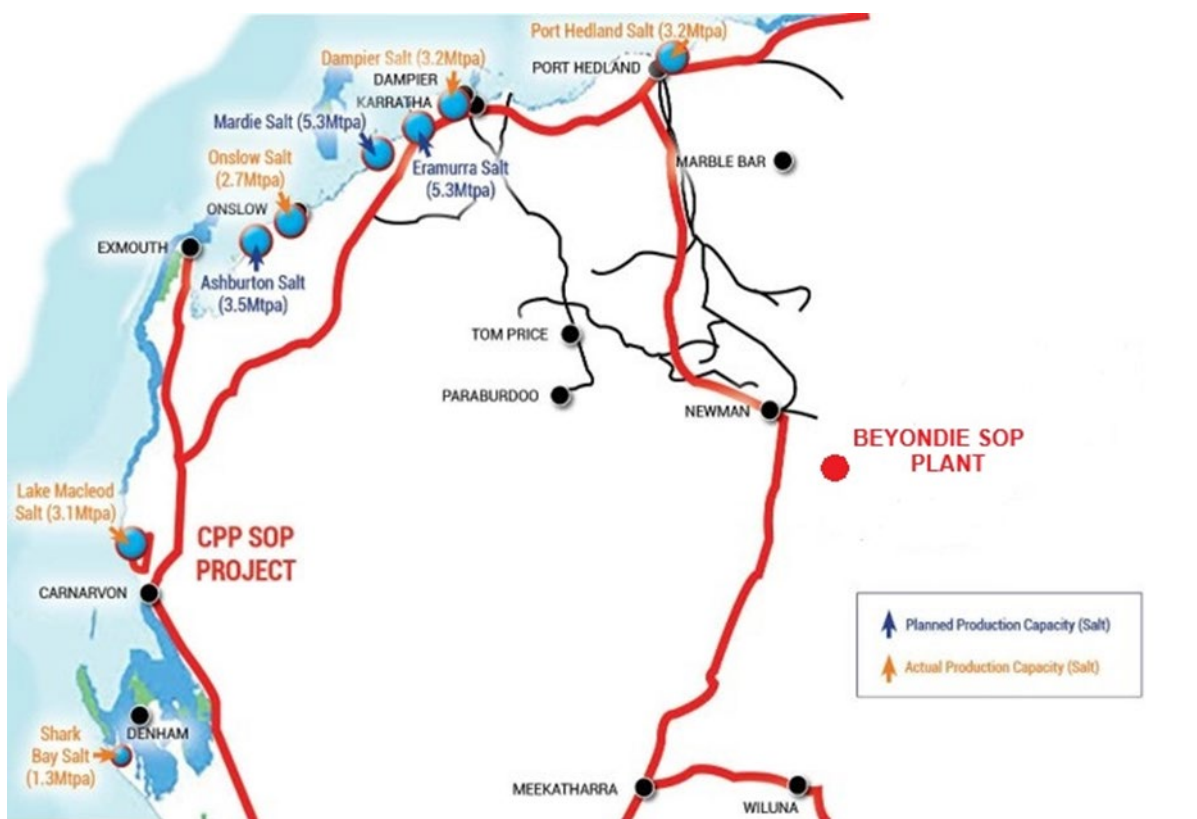 Port Hedland Salt (3.2Mtpa)
Dampier Salt (3.2Mtpa)
PORT HEDLAND
DAMPIER
KARRATHA
Mardie Salt (5.3Mtpa)
Onslow Salt
(2.7Mtpa)
Eramurra Salt
(5.3Mtpa)
MARBLE BAR
ONSLOW
EXMOUTH
Ashburton Salt
(3.5Mtpa)
TOM PRICE
PARABURDOO
NEWMAN
BEYONDIE SOP
PLANT
Lake Macleod
Salt (3.1Mtpa)
CPP SOP
PROJECT
CARNARVON
Planned Production Capacity (Salt)
Actual Production Capacity (Salt)
DENHAM
Shark
Bay Salt
(1.3Mtpa)
MEEKATHARRA
WILUNA